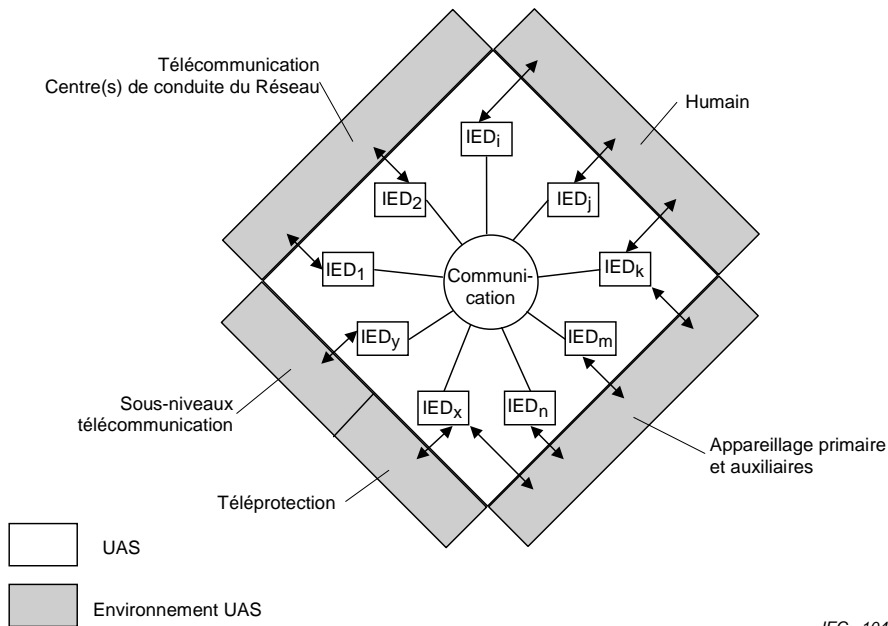 Télécommunication
Centre(s) de conduite du Réseau
Humain
IEDi
IED2
IEDj
IED1
Communi-
cation
IEDk
IEDy
IEDm
IEDx
IEDn
Sous-niveaux
télécommunication
Appareillage primaire
et auxiliaires
Téléprotection
UAS
Environnement UAS